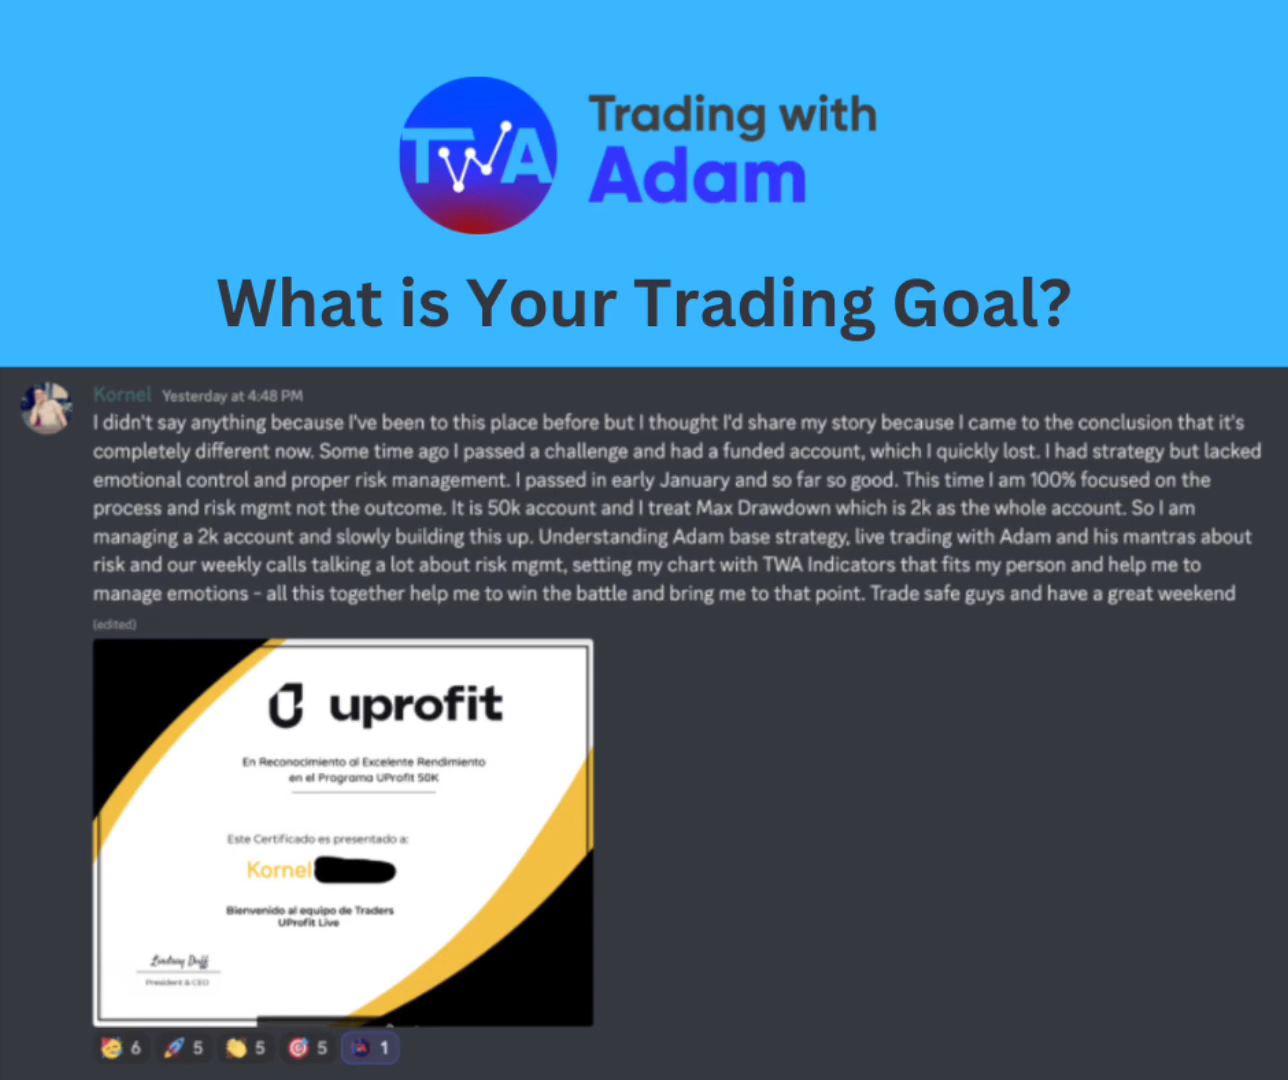 TWA
Trading with
Adam
What is Your Trading Goal?
Kornel Yesterday at 4:48 PM
I didn't say anything because I've been to this place before but I thought I'd share my story because I came to the conclusion that it's
completely different now. Some time ago I passed a challenge and had a funded account, which I quickly lost. I had strategy but lacked
emotional control and proper risk management. I passed in early January and so far so good. This time I am 100% focused on the
process and risk mgmt not the outcome. It is 50k account and I treat Max Drawdown which is 2k as the whole account. So I am
managing a 2k account and slowly building this up. Understanding Adam base strategy, live trading with Adam and his mantras about
risk and our weekly calls talking a lot about risk mgmt, setting my chart with TWA Indicators that fits my person and help me to
manage emotions - all this together help me to win the battle and bring me to that point. Trade safe guys and have a great weekend
(edited)
uprofit
En Reconocimiento al Excelente Rendimiento
en el Programa UProfit 50K
Este Certificado es presentado a:
Kornel
Bienvenido al equipo de Traders
UProfit Live
Lindsay Duff
President & CEO
6 5 5 5 1